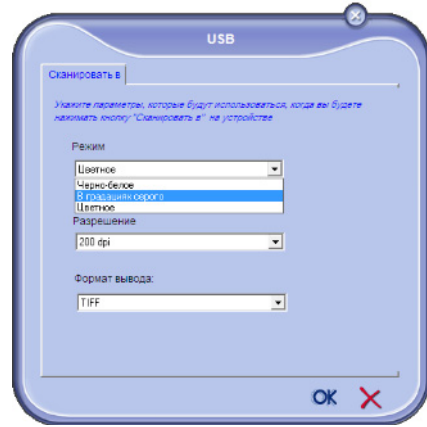 USB
Сканировать в
Укажите параметры, которые будут использоваться, когда вы будете
нажимать кнопку "Сканировать в" на устройстве
Режим
Цветное
Черно-белое
В градациях серого
Цветное
Разрешение
200 dpi
Формат вывода:
TIFF
OK